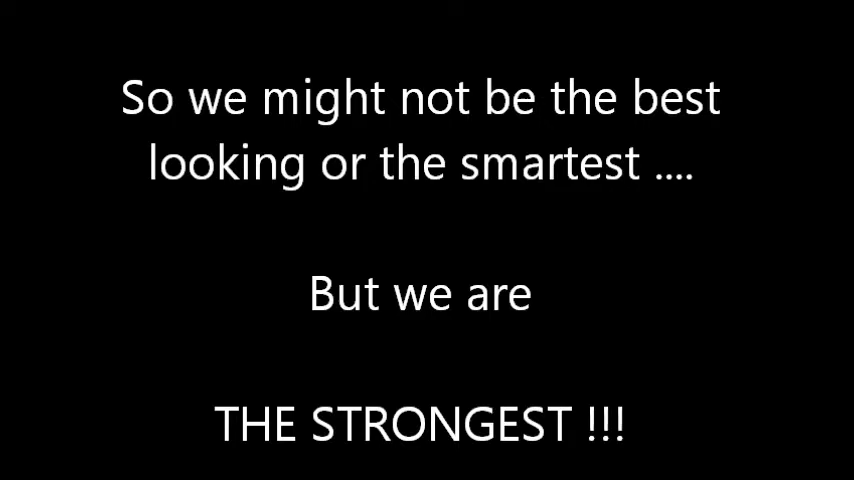 So we might not be the best
looking or the smartest ....
But we are
THE STRONGEST !!!